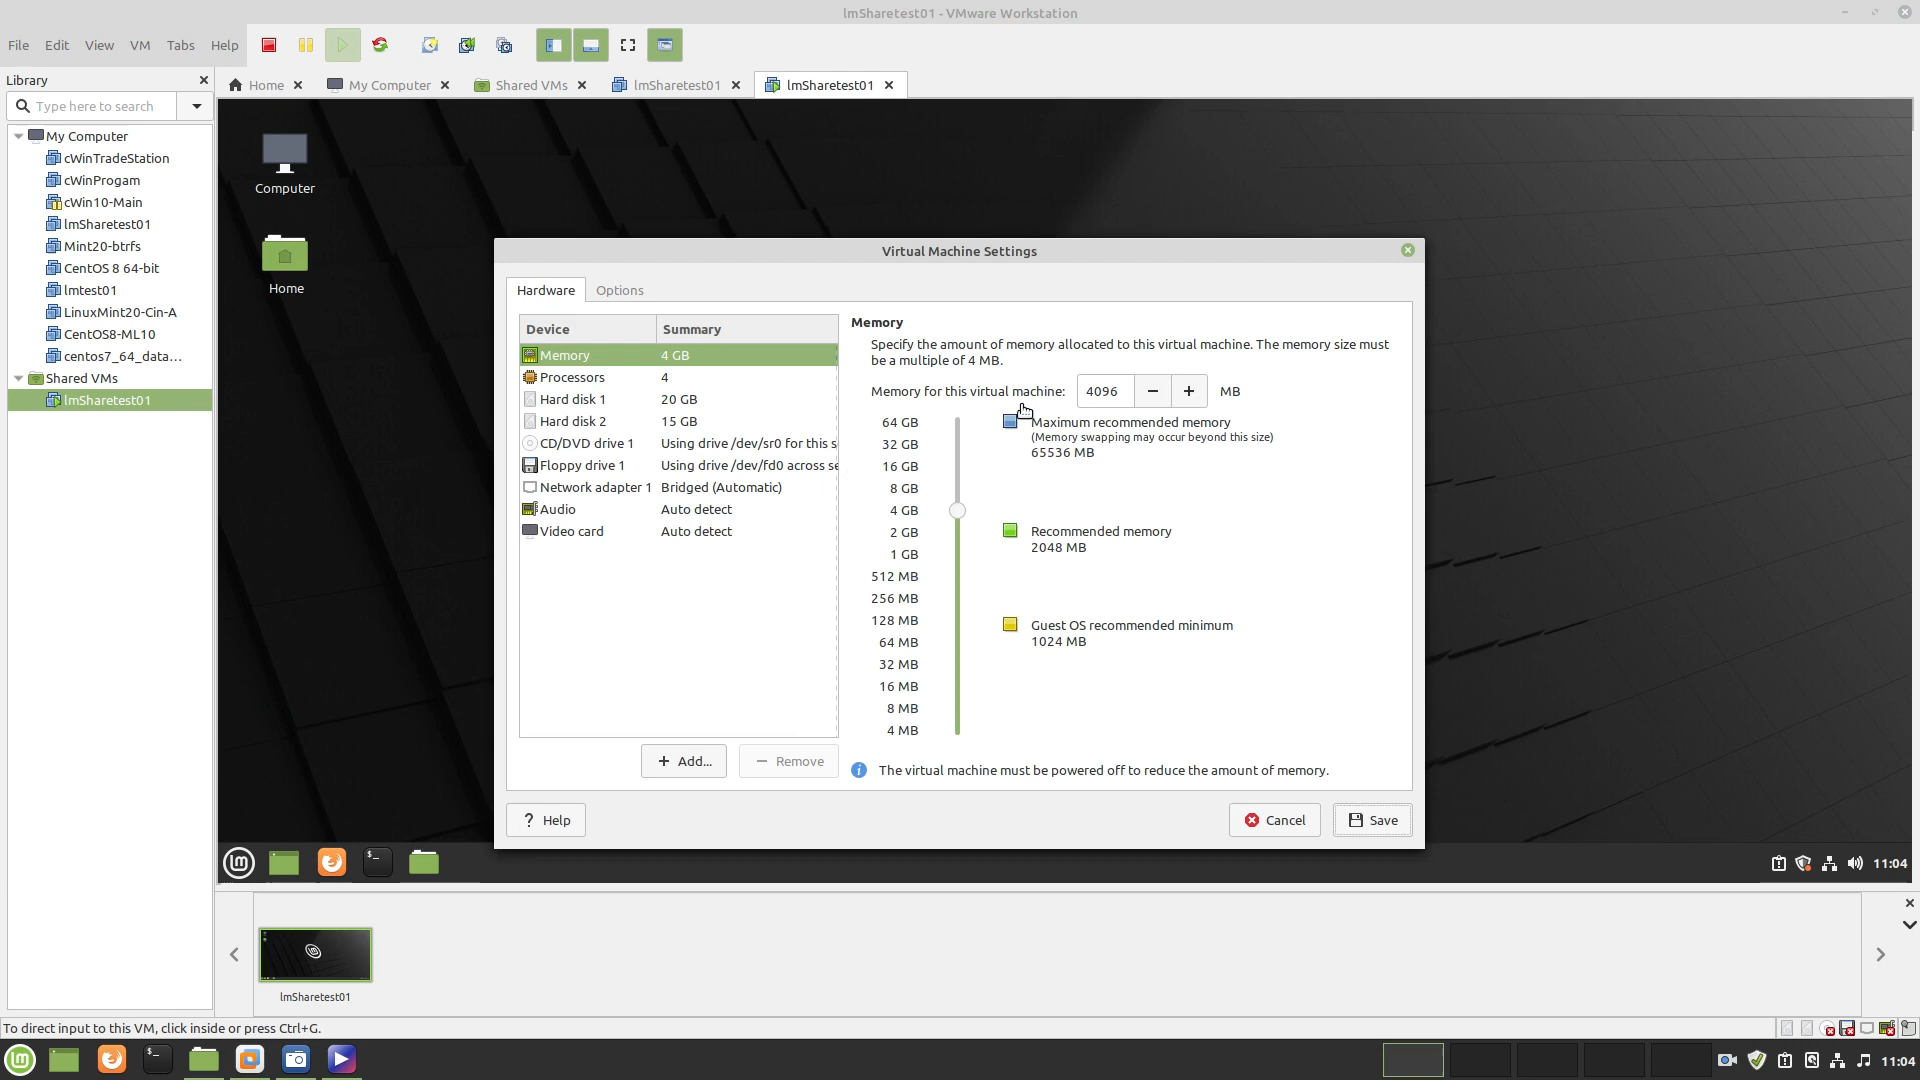 lmSharetest01 - VMware Workstation
File Edit View VM Tabs Help
Library
Home
My Computer
Shared VMs
lmSharetest01
lmSharetest01
Type here to search
My Computer
cWinTradeStation
cWinProgam
cWin10-Main
lmSharetest01
Mint20-btrfs
CentOS 8 64-bit
lmtest01
LinuxMint20-Cin-A
CentOS8-ML10
centos7_64_data...
Shared VMs
lmSharetest01
Computer
Home
Virtual Machine Settings
Hardware Options
Device Summary
Memory 4 GB
Processors 4
Hard disk 1 20 GB
Hard disk 2 15 GB
CD/DVD drive 1 Using drive /dev/sr0 for this s
Floppy drive 1 Using drive /dev/fd0 across se
Network adapter 1 Bridged (Automatic)
Audio Auto detect
Video card Auto detect
+ Add...
− Remove
Memory
Specify the amount of memory allocated to this virtual machine. The memory size must
be a multiple of 4 MB.
Memory for this virtual machine: 4096 − + MB
64 GB
32 GB
16 GB
8 GB
4 GB
2 GB
1 GB
512 MB
256 MB
128 MB
64 MB
32 MB
16 MB
8 MB
4 MB
Maximum recommended memory
(Memory swapping may occur beyond this size)
65536 MB
Recommended memory
2048 MB
Guest OS recommended minimum
1024 MB
The virtual machine must be powered off to reduce the amount of memory.
? Help
Cancel
Save
11:04
lmSharetest01
To direct input to this VM, click inside or press Ctrl+G.
11:04